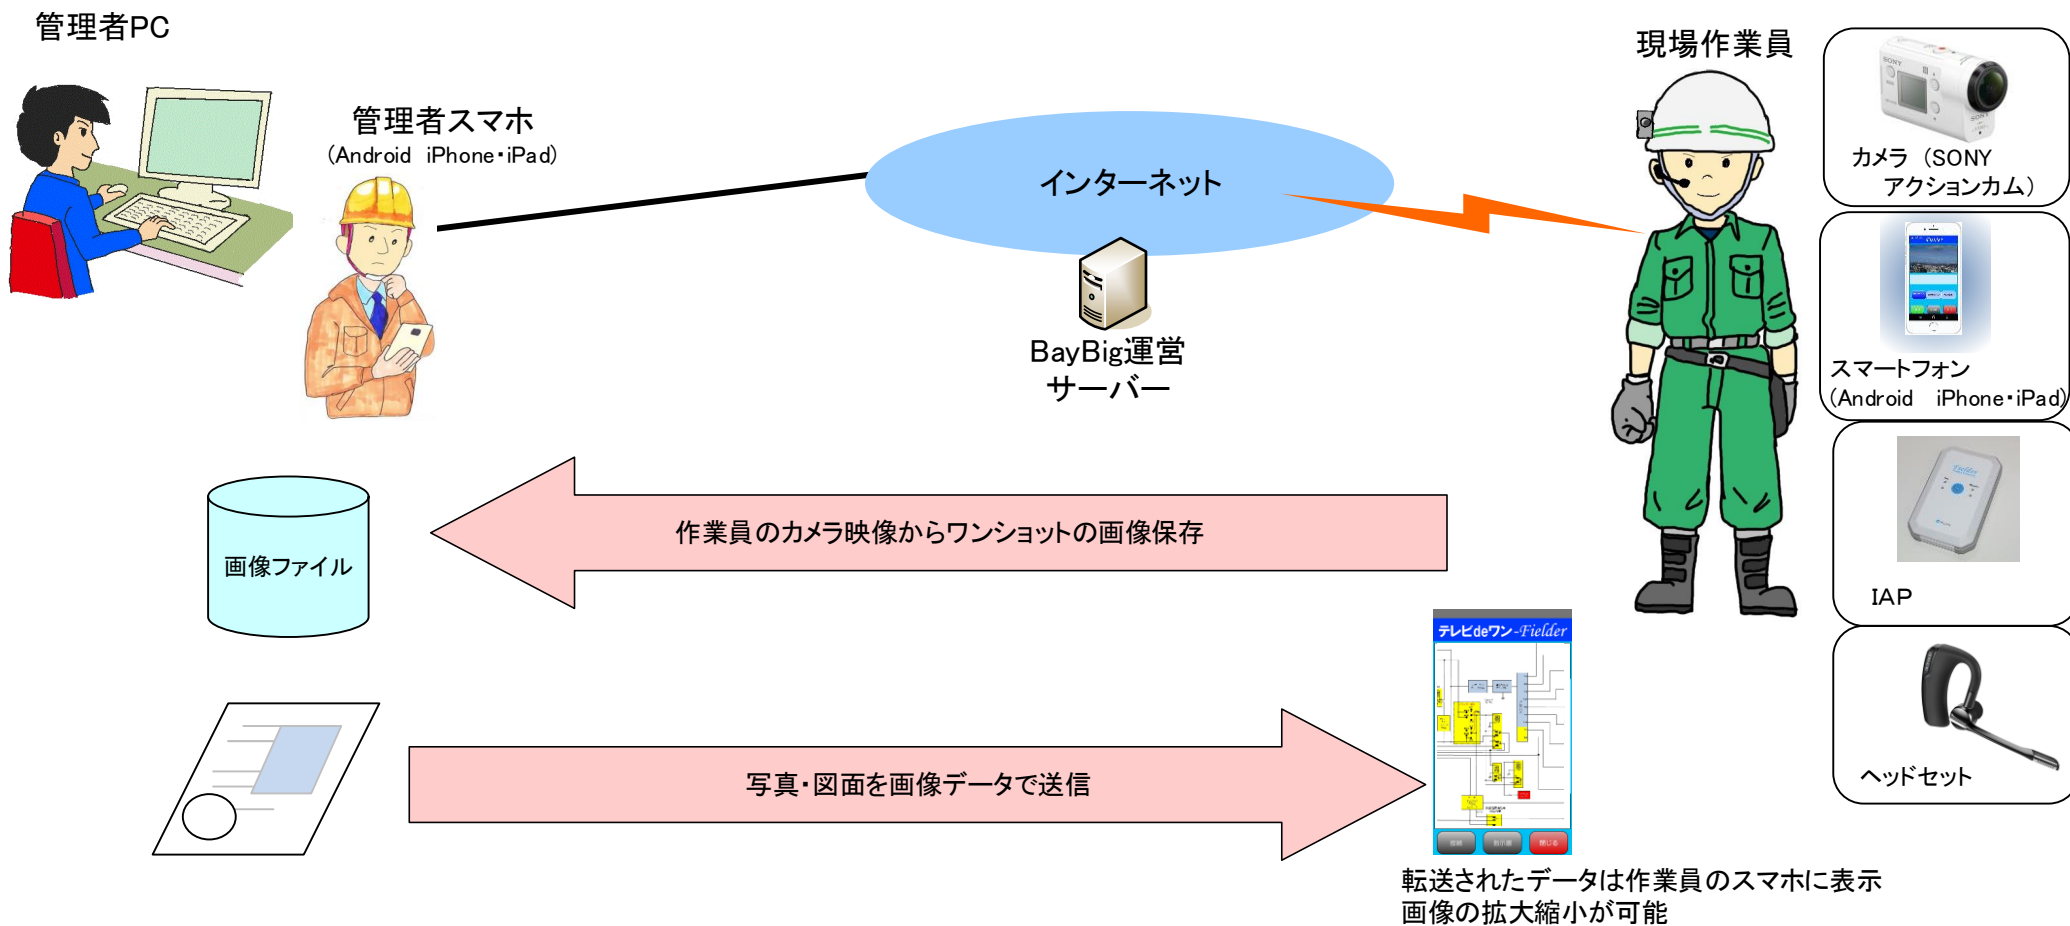 管理者PC
管理者スマホ
(Android iPhone・iPad)
インターネット
BayBig運営
サーバー
現場作業員
SONY
SONY
カメラ (SONY
アクションカム)
スマートフォン
(Android iPhone・iPad)
Fielder
IAP
ヘッドセット
作業員のカメラ映像からワンショットの画像保存
画像ファイル
写真・図面を画像データで送信
テレビdeワン-Fielder
閉じる
転送されたデータは作業員のスマホに表示
画像の拡大縮小が可能